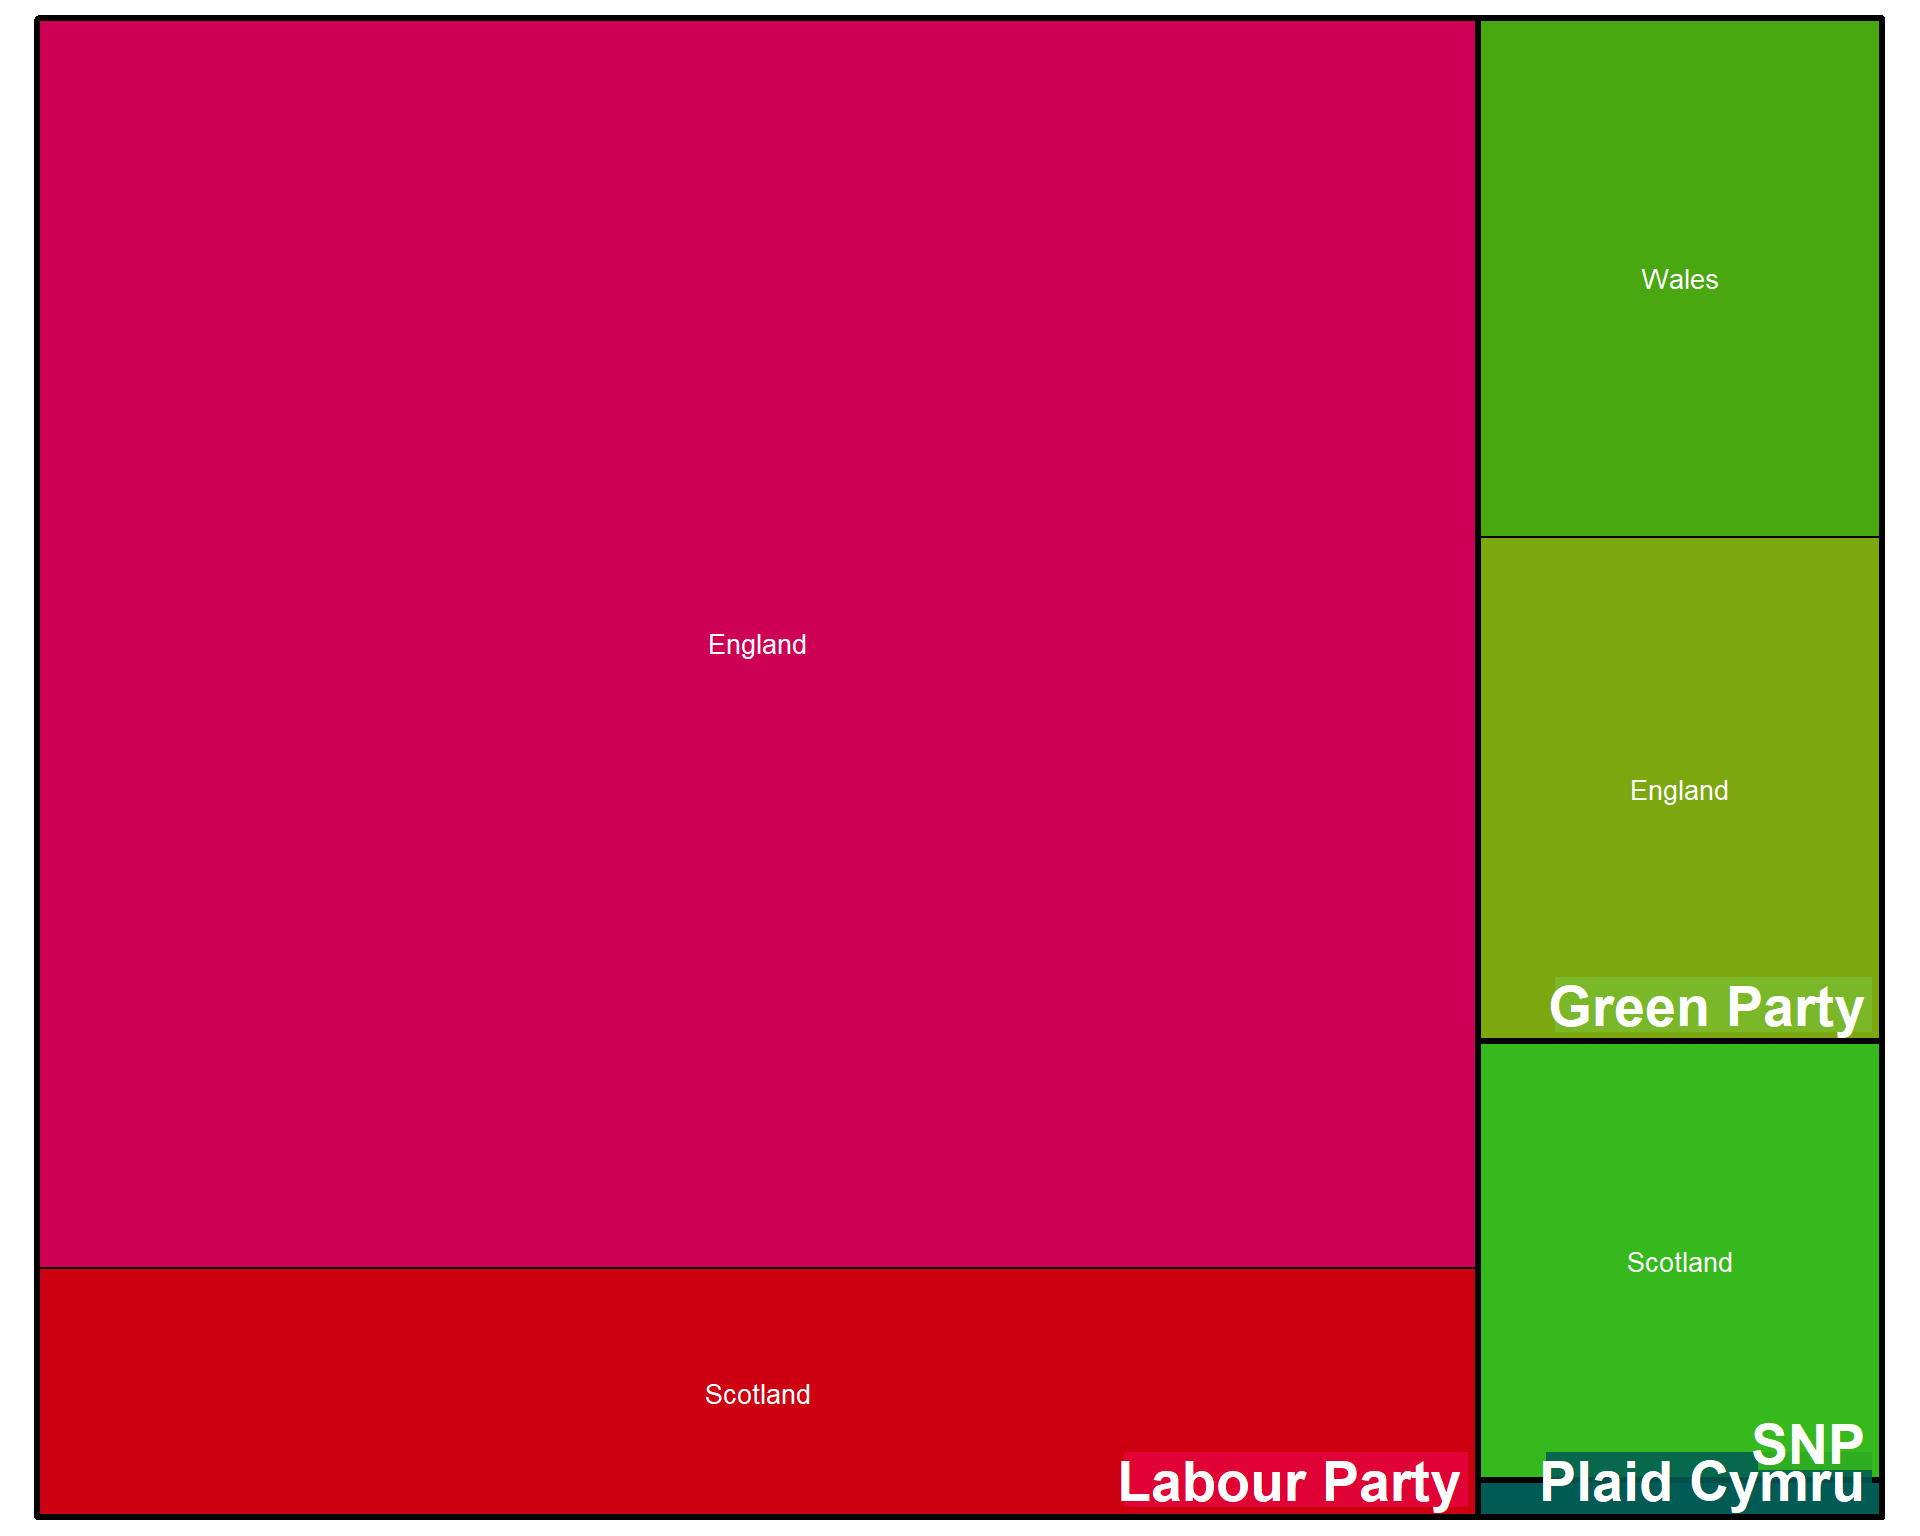 England
Scotland
Labour Party
Wales
England
Green Party
Scotland
SNP
Plaid Cymru